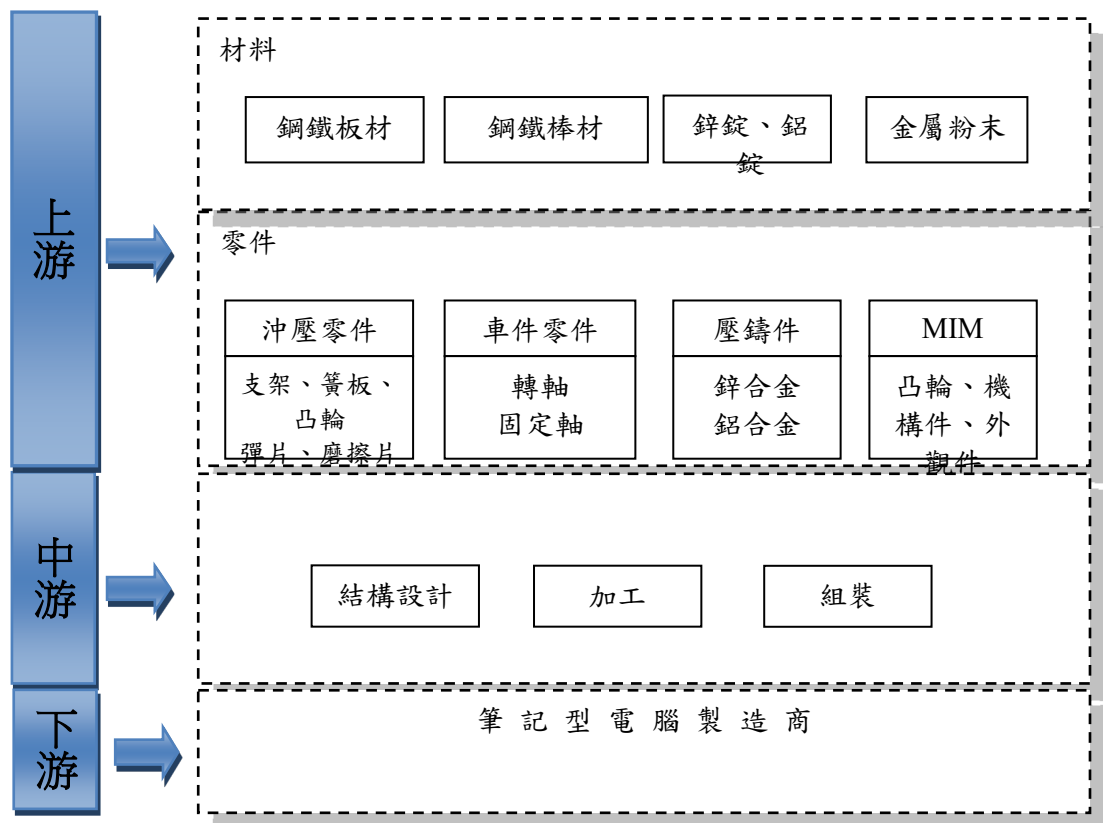 上游
材料
鋼鐵板材
鋼鐵棒材
鋅錠、鋁
錠
金屬粉末
零件
沖壓零件
支架、簧板、
凸輪
彈片、磨擦片
車件零件
轉軸
固定軸
壓鑄件
鋅合金
鋁合金
MIM
凸輪、機
構件、外
觀件
中游
結構設計
加工
組裝
下游
筆記型電腦製造商